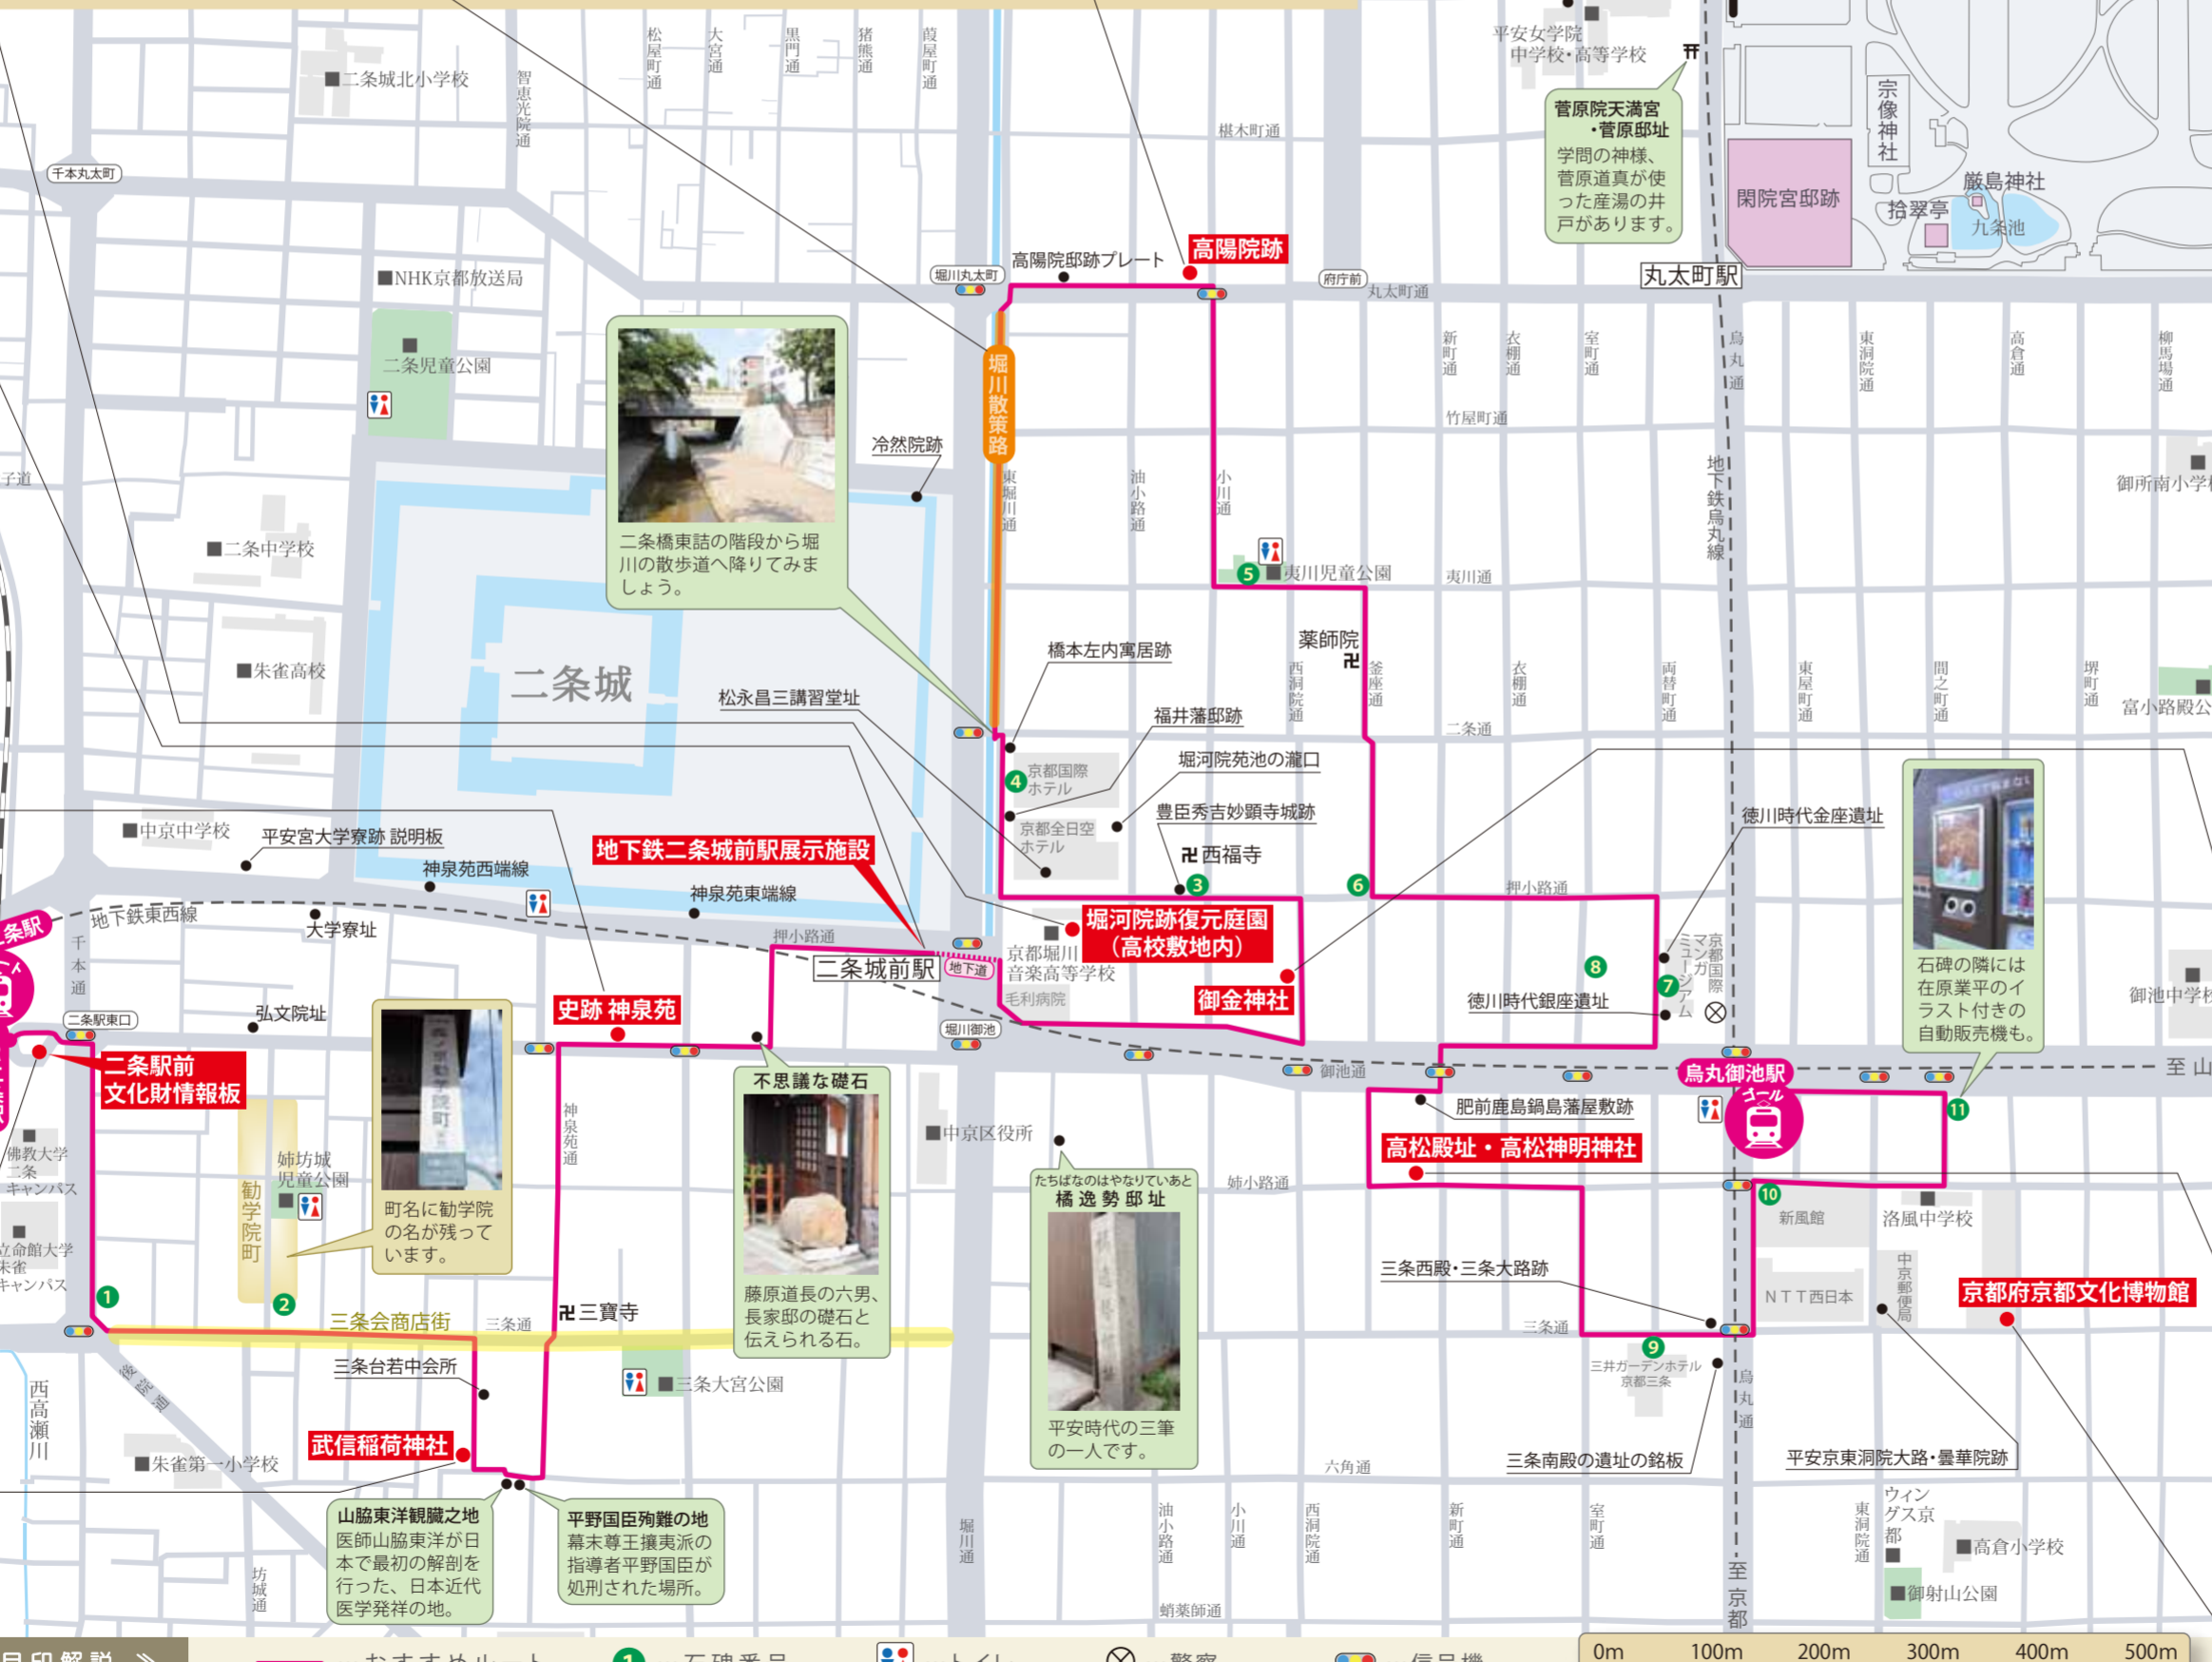 平安女学院
中学校・高等学校
二条城北小学校
智恵光院通
松屋町通
大宮通
黒門通
猪熊通
葭屋町通
椹木町通
菅原院天満宮
・菅原邸址
学問の神様、
菅原道真が使
った産湯の井
戸があります。
宗像神社
閑院宮邸跡
厳島神社
拾翠亭
九条池
千本丸太町
NHK京都放送局
堀川丸太町
高陽院邸跡プレート
高陽院跡
府庁前
丸太町通
丸太町駅
二条児童公園
堀川散策路
新町通
衣棚通
室町通
烏丸通
東洞院通
高倉通
柳馬場通
竹屋町通
冷然院跡
東堀川通
油小路通
小川通
地下鉄烏丸線
子道
御所南小学
二条中学校
二条橋東詰の階段から堀
川の散歩道へ降りてみま
しょう。
5
夷川児童公園
夷川通
朱雀高校
二条城
橋本左内寓居跡
薬師院
西洞院通
釜座通
衣棚通
両替町通
東屋町通
間之町通
堺町通
富小路殿公
松永昌三講習堂址
福井藩邸跡
二条通
4
京都国際
ホテル
堀河院苑池の瀧口
京都全日空
ホテル
豊臣秀吉妙顕寺城跡
徳川時代金座遺址
中京中学校
平安宮大学寮跡 説明板
地下鉄二条城前駅展示施設
西福寺
神泉苑西端線
神泉苑東端線
3
6
押小路通
条駅
地下鉄東西線
大学寮址
千本通
押小路通
二条城前駅
地下道
堀河院跡復元庭園
（高校敷地内）
京都堀川
音楽高等学校
毛利病院
御金神社
8
7
京都国際
マンガ
ミュージアム
徳川時代銀座遺址
石碑の隣には
在原業平のイ
ラスト付きの
自動販売機も。
御池中学校
弘文院址
二条駅東口
史跡 神泉苑
堀川御池
二条駅前
文化財情報板
御池通
烏丸御池駅
ゴール
至 山
不思議な礎石
藤原道長の六男、
長家邸の礎石と
伝えられる石。
神泉苑通
中京区役所
肥前鹿島鍋島藩屋敷跡
11
高松殿址・高松神明神社
佛教大学
二条
キャンパス
姉坊城
児童公園
勧学院町
町名に勧学院
の名が残って
います。
たちばなのはやなりていあと
橘逸勢邸址
平安時代の三筆
の一人です。
姉小路通
10
新風館
洛風中学校
立命館大学
朱雀
キャンパス
1
2
三条会商店街
三條通
三寶寺
三条西殿・三条大路跡
NTT西日本
中京郵便局
京都府京都文化博物館
三条通
9
三井ガーデンホテル
京都三条
後院通
三条台若中会所
三条大宮公園
西高瀬川
烏丸通
武信稲荷神社
朱雀第一小学校
六角通
三条南殿の遺址の銘板
平安京東洞院大路・曇華院跡
山脇東洋観臓之地
医師山脇東洋が日
本で最初の解剖を
行った、日本近代
医学発祥の地。
平野国臣殉難の地
幕末尊王攘夷派の
指導者平野国臣が
処刑された場所。
坊城通
堀川通
油小路通
小川通
西洞院通
新町通
室町通
至京都
東洞院通
ウィン
グス京
都
高倉小学校
御射山公園
蛸薬師通
目印解説
おすすめルート
1 石碑番号
トイレ
警察
信号機
0m 100m 200m 300m 400m 500m